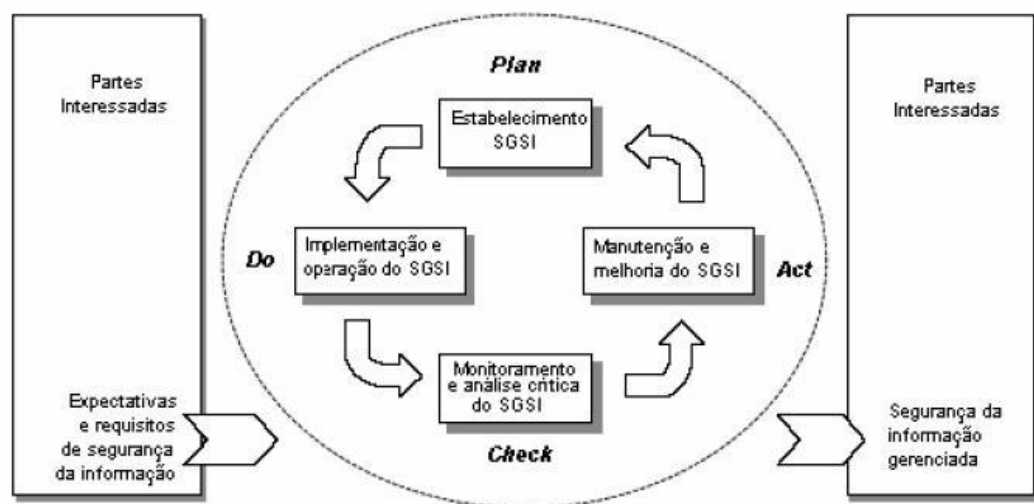 Partes
Interessadas
Expectativas
e requisitos
de segurança
da informação
Plan
Estabelecimento
SGSI
Do
Implementação e
operação do SGSI
Manutenção e
melhoria do SGSI
Act
Monitoramento
e análise crítica
do SGSI
Check
Partes
Interessadas
Segurança da
informação
gerenciada